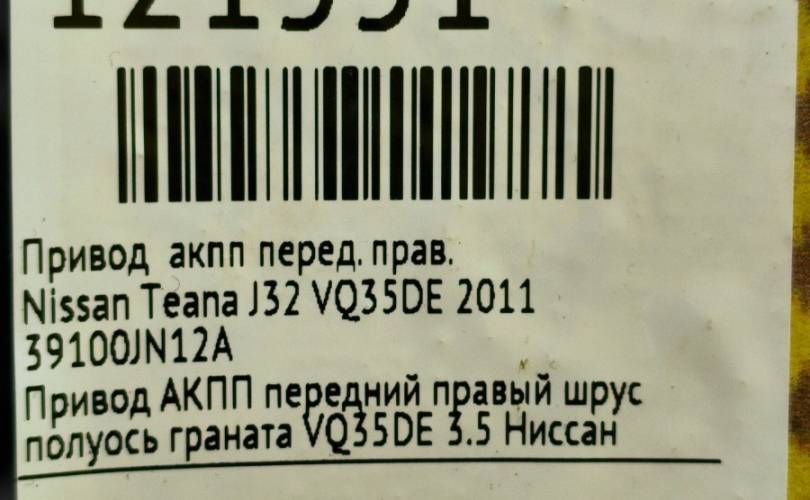 Привод акпп перед. прав.
Nissan Teana J32 VQ35DE 2011
39100JN12A
Привод АКПП передний правый шрус
полуось граната VQ35DE 3.5 Ниссан